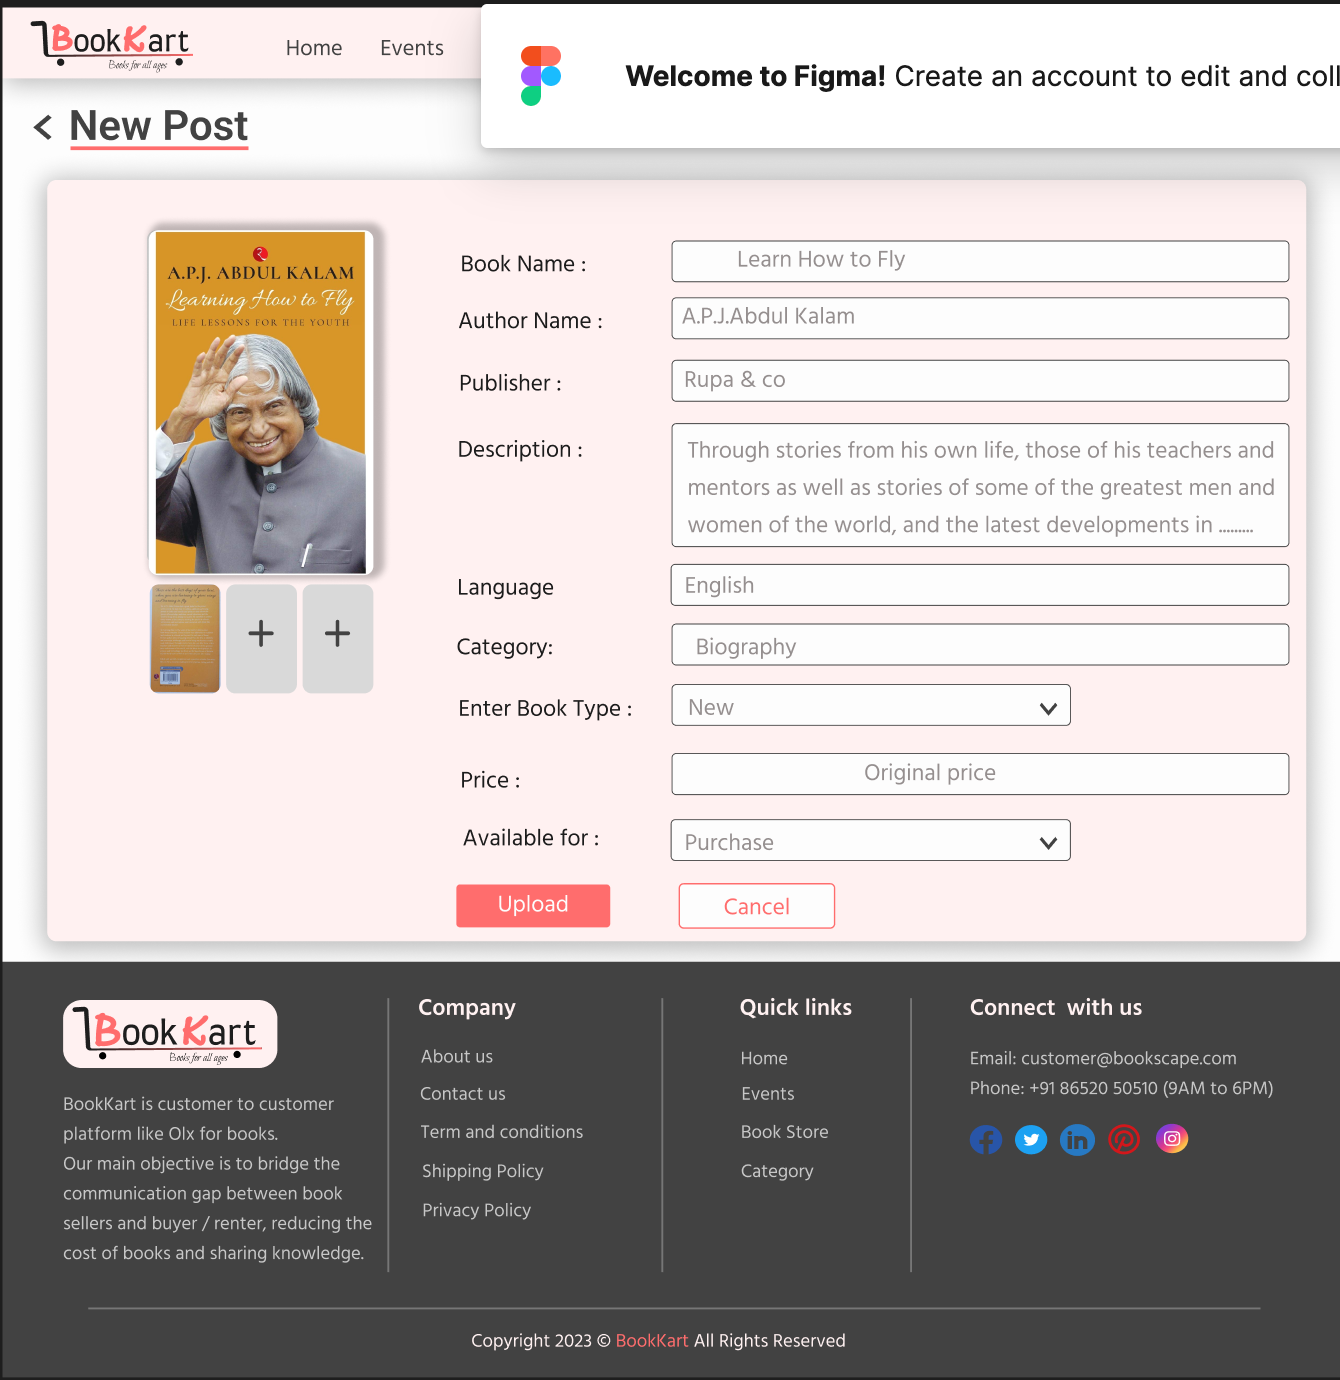 BookKart
Books for all ages
Home
Events
Welcome to Figma! Create an account to edit and coll
New Post
A.P.J. ABDUL KALAM
Learning How to Fly
LIFE LESSONS FOR THE YOUTH
Book Name :
Learn How to Fly
Author Name :
A.P.J.Abdul Kalam
Publisher :
Rupa & co
Description :
Through stories from his own life, those of his teachers and
mentors as well as stories of some of the greatest men and
women of the world, and the latest developments in .........
Language
English
Category:
Biography
Enter Book Type :
New
Price :
Original price
Available for :
Purchase
Upload
Cancel
BookKart
Books for all ages
BookKart is customer to customer
platform like Olx for books.
Our main objective is to bridge the
communication gap between book
sellers and buyer / renter, reducing the
cost of books and sharing knowledge.
Company
About us
Contact us
Term and conditions
Shipping Policy
Privacy Policy
Quick links
Home
Events
Book Store
Category
Connect with us
Email: customer@bookscape.com
Phone: +91 86520 50510 (9AM to 6PM)
Copyright 2023 © BookKart All Rights Reserved